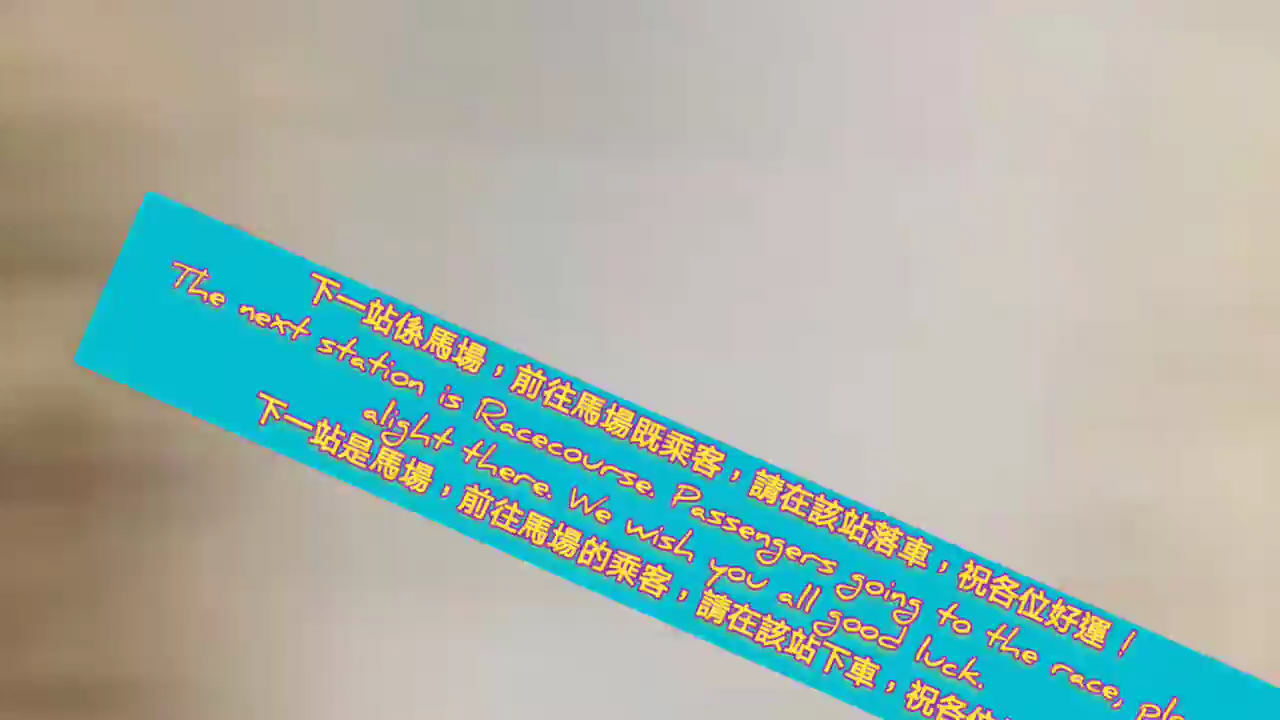 下一站係馬場，前往馬場既乘客，請在該站落車，祝各位好運！
The next station is Racecourse. Passengers going to the race,
alight there. We wish you all good luck.
下一站是馬場，前往馬場的乘客，請在該站下車，祝各位